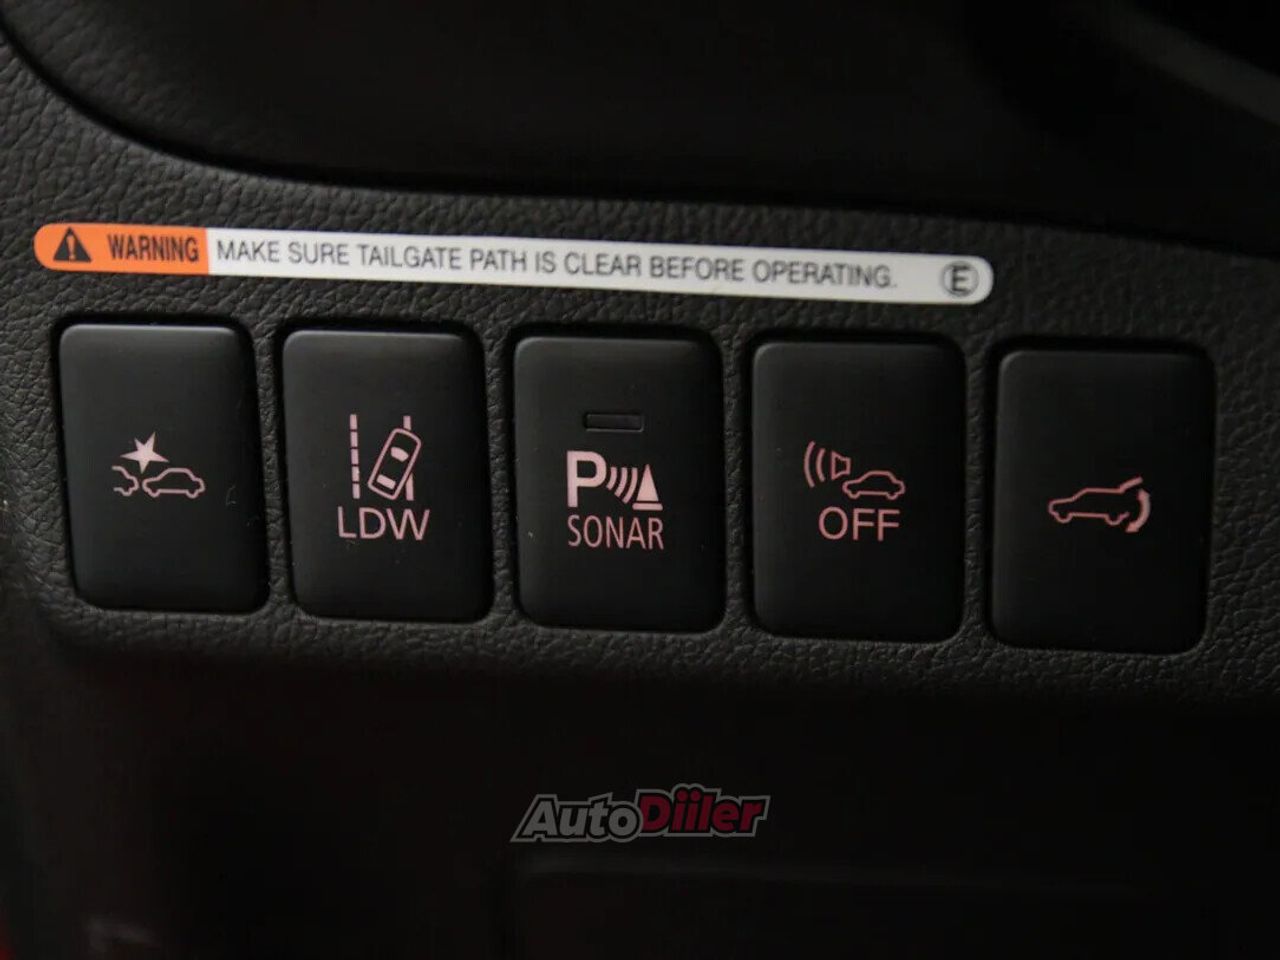 WARNING MAKE SURE TAILGATE PATH IS CLEAR BEFORE OPERATING. E
LDW
P
SONAR
OFF
AutoDiiler